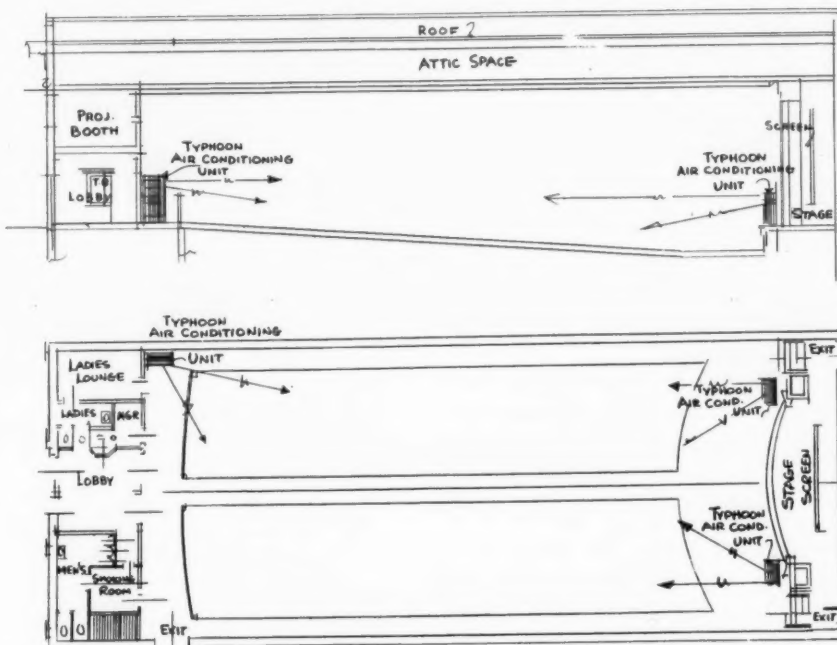 ROOF 2
ATTIC SPACE
PROJ.
BOOTH
TYPHOON
AIR CONDITIONING
UNIT
TO
LOBBY
SCREEN
TYPHOON
AIR CONDITIONING
UNIT
STAGE
TYPHOON
AIR CONDITIONING
UNIT
LADIES
LOUNGE
LADIES
MGR
LOBBY
MEN'S
SMOKING
ROOM
EXIT
EXIT
TYPHOON
AIR COND.
UNIT
STAGE
SCREEN
TYPHOON
AIR COND.
UNIT
EXIT